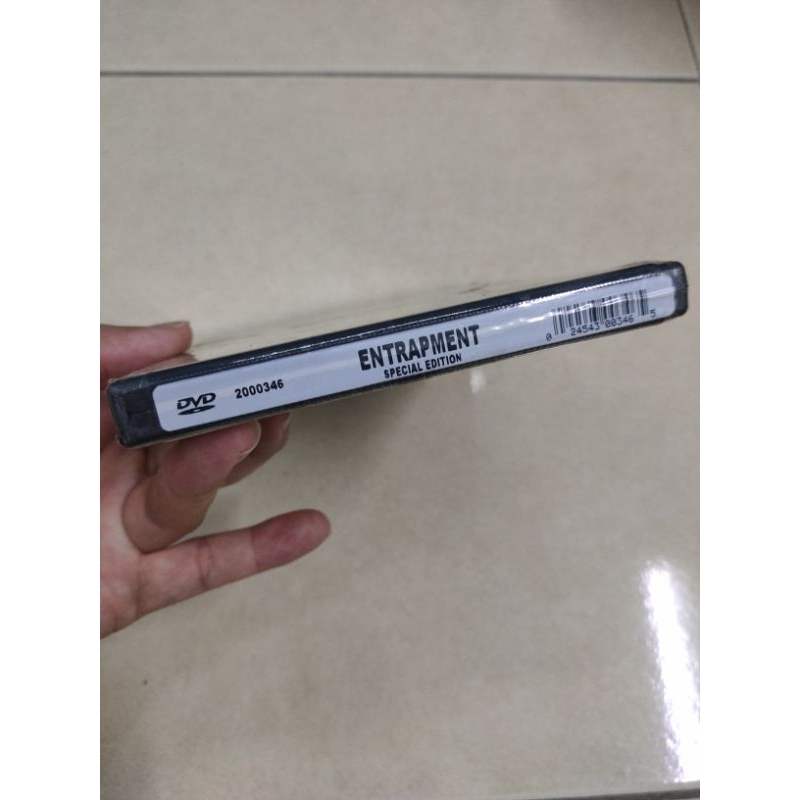 DVD 2000346
ENTRAPMENT
SPECIAL EDITION
0 24543 00346 5